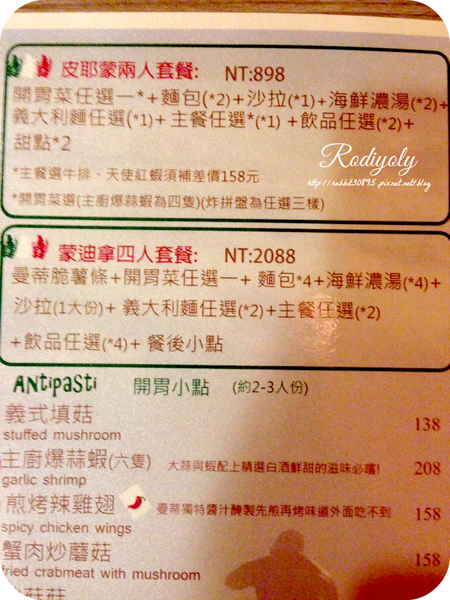 皮耶蒙兩人套餐: NT:898
開胃菜任選一*+麵包(*2)+沙拉(*1)+海鮮濃湯(*2)+
義大利麵任選(*1)+主餐任選*(*1) +飲品任選(*2)+
甜點*2
*主餐選牛排、天使紅蝦須補差價158元
*開胃菜選(主廚爆蒜蝦為四隻)(炸拼盤為任選三樣)
Rodiyoly
http://rabbit30895.pixnet.net/blog
蒙迪拿四人套餐: NT:2088
曼蒂脆薯條+開胃菜任選一+ 麵包*4+海鮮濃湯(*4)+
沙拉(1大份)+ 義大利麵任選(*2)+主餐任選(*2)
+飲品任選(*4)+ 餐後小點
ANtipasti 開胃小點 (約2-3人份)
義式填菇 138
stuffed mushroom
主廚爆蒜蝦(六隻) 大蒜與蝦配上精選白酒鮮甜的滋味必嚐! 208
garlic shrimp
煎烤辣雞翅 曼蒂獨特醬汁醃製先煎再烤味道外面吃不到 158
spicy chicken wings
蟹肉炒蘑菇 158
fried crabmeat with mushroom